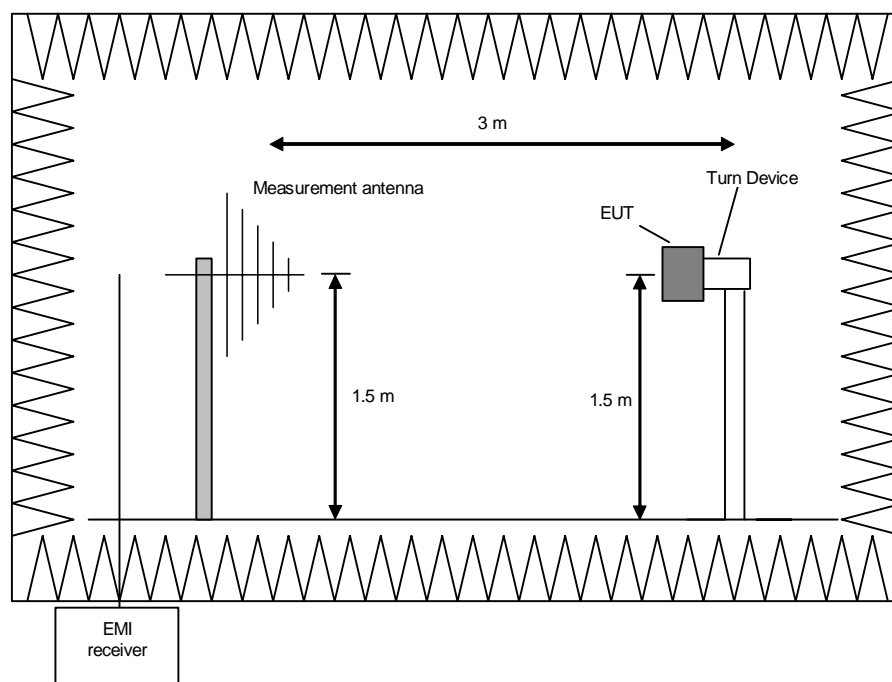 3 m
Measurement antenna
Turn Device
EUT
1.5 m
1.5 m
EMI
receiver